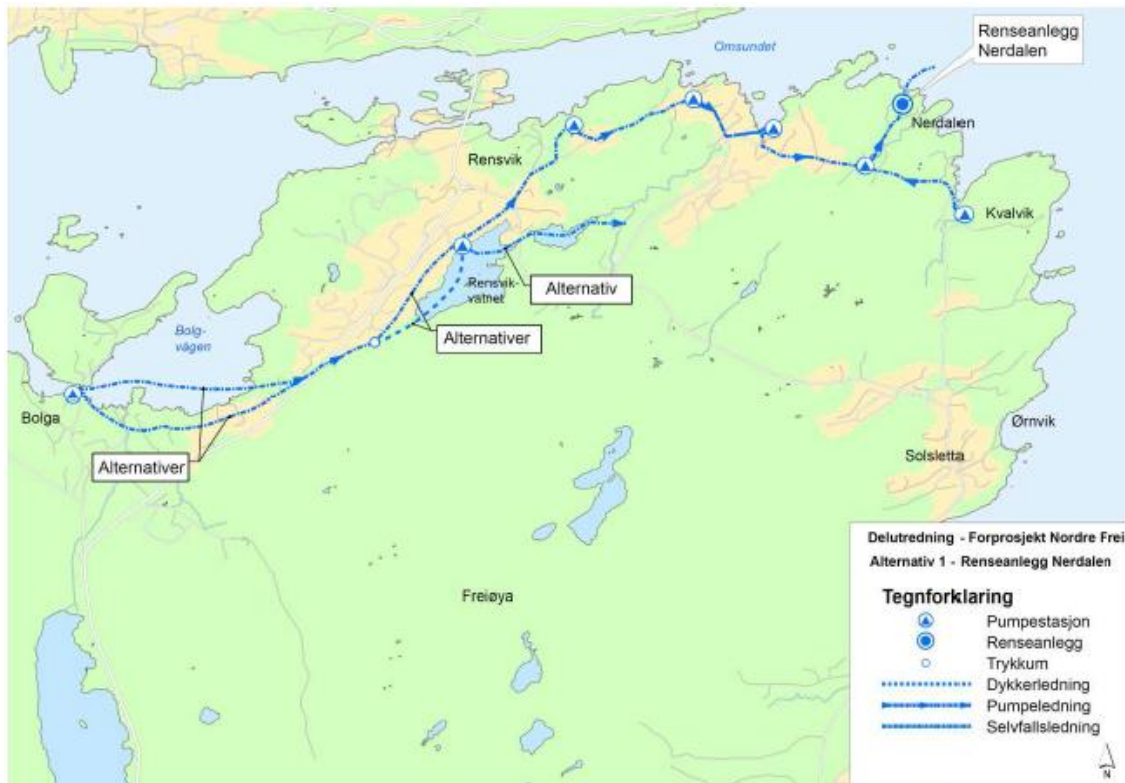 Omsundet
Renseanlegg
Nerdalen
Nerdalen
Rensvik
Kvalvik
Rensvik-
vatnet
Alternativ
Alternativer
Bolg-
vågen
Bolga
Alternativer
Ørnvik
Solsletta
Freiøya
Delutredning - Forprosjekt Nordre Frei
Alternativ 1 - Renseanlegg Nerdalen
Tegnforklaring
Pumpestasjon
Renseanlegg
Trykkum
Dykkerledning
Pumpeledning
Selvfallsledning
N